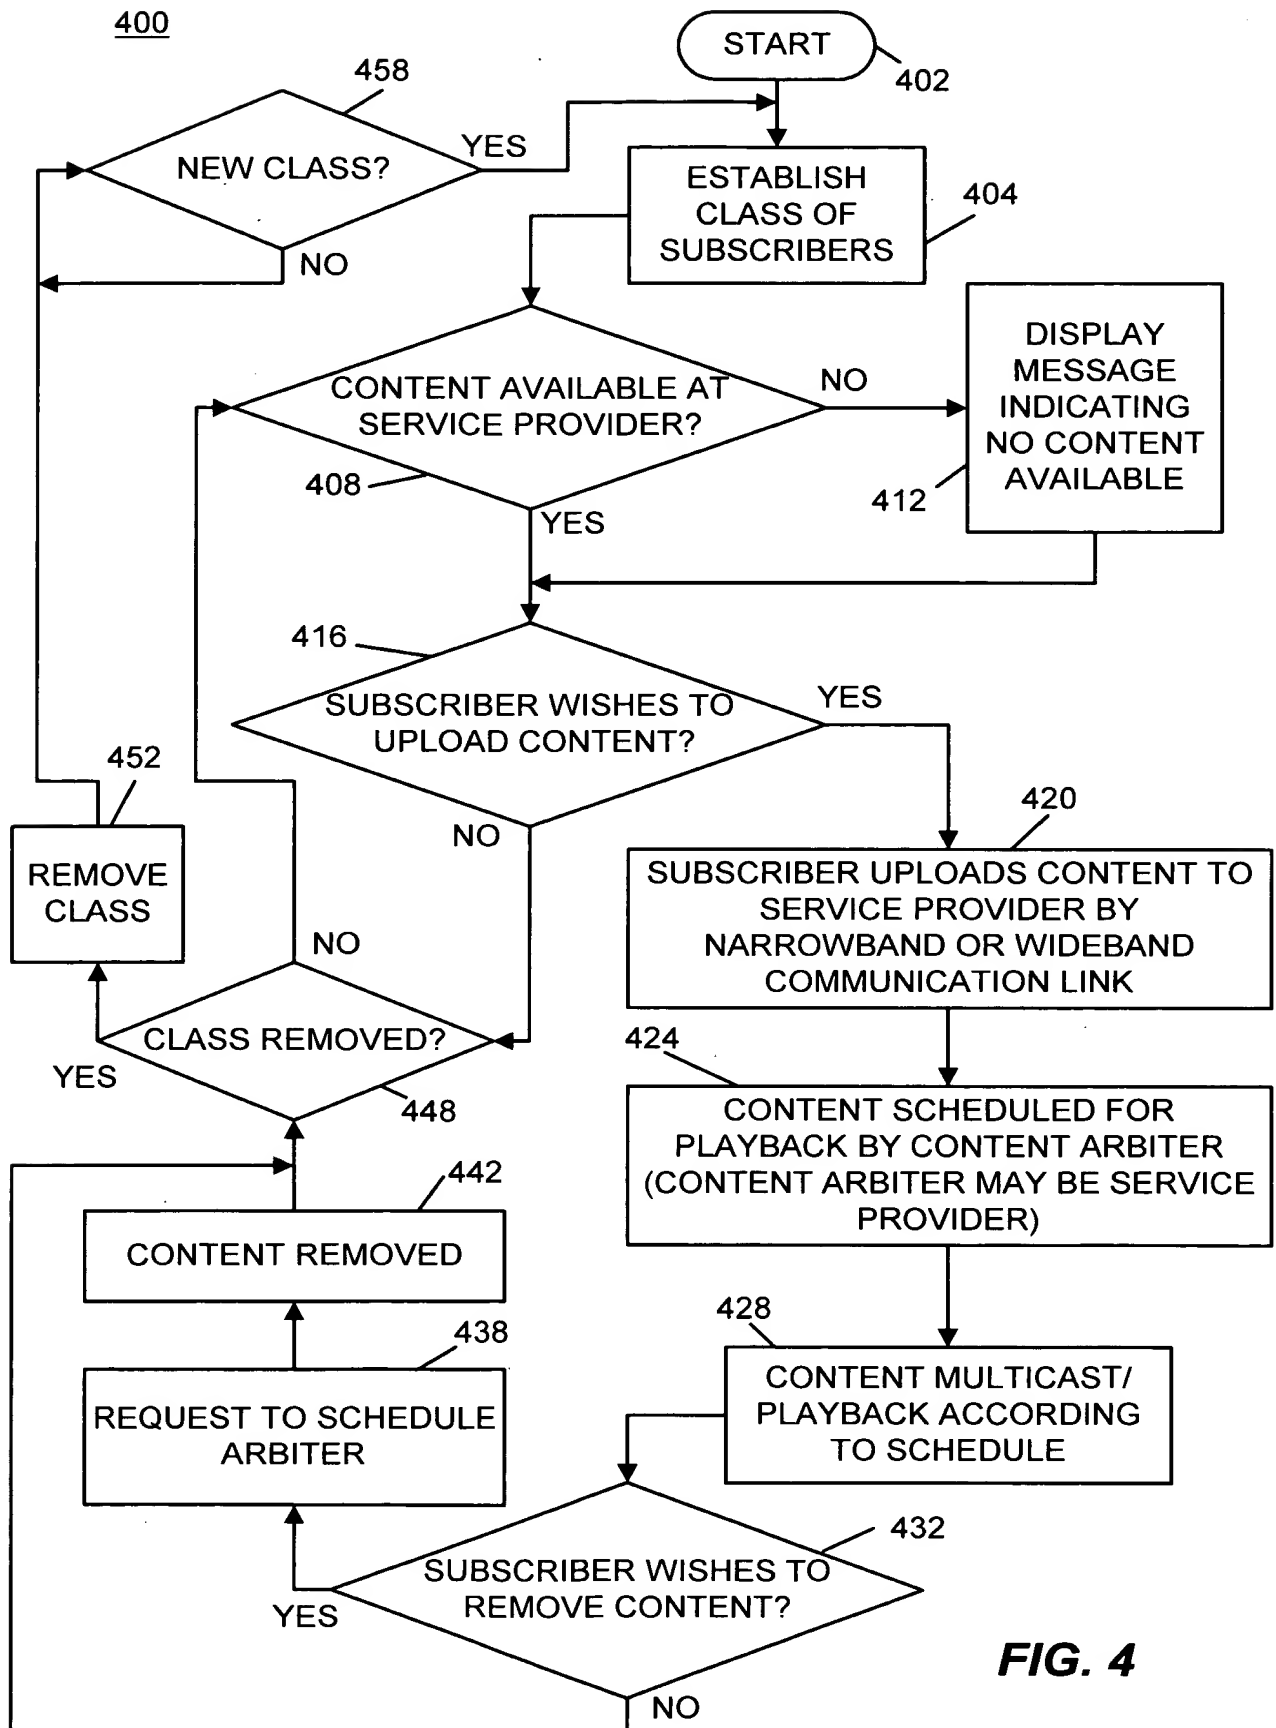 400
START
402
458
NEW CLASS?
YES
NO
ESTABLISH
CLASS OF
SUBSCRIBERS
404
CONTENT AVAILABLE AT
SERVICE PROVIDER?
NO
408
YES
DISPLAY
MESSAGE
INDICATING
NO CONTENT
AVAILABLE
412
416
SUBSCRIBER WISHES TO
UPLOAD CONTENT?
YES
NO
452
REMOVE
CLASS
420
SUBSCRIBER UPLOADS CONTENT TO
SERVICE PROVIDER BY
NARROWBAND OR WIDEBAND
COMMUNICATION LINK
NO
CLASS REMOVED?
YES
448
424
CONTENT SCHEDULED FOR
PLAYBACK BY CONTENT ARBITER
(CONTENT ARBITER MAY BE SERVICE
PROVIDER)
442
CONTENT REMOVED
428
CONTENT MULTICAST/
PLAYBACK ACCORDING
TO SCHEDULE
438
REQUEST TO SCHEDULE
ARBITER
432
SUBSCRIBER WISHES TO
REMOVE CONTENT?
YES
NO
FIG. 4